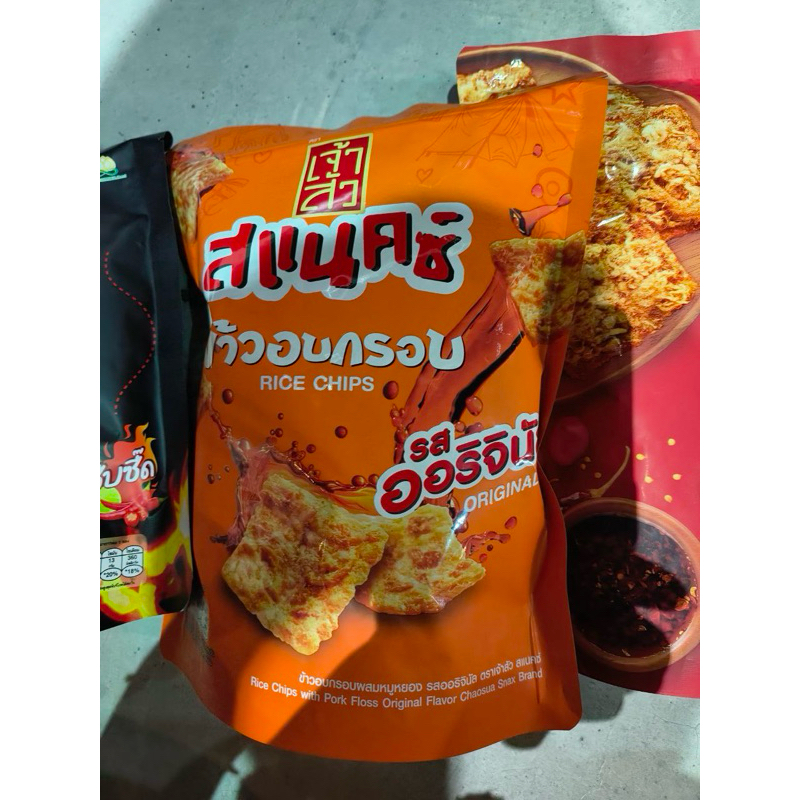 เจ้า
สัว
สแนคซ์
ข้าวอบกรอบ
RICE CHIPS
รส
ออริจินัล
ORIGINAL
ข้าวอบกรอบผสมหมูหยอง รสออริจินัล ตราเจ้าสัว สแนคซ์
Rice Chips with Pork Floss Original Flavor Chaosua Snax Brand
13
360
*20%
*18%